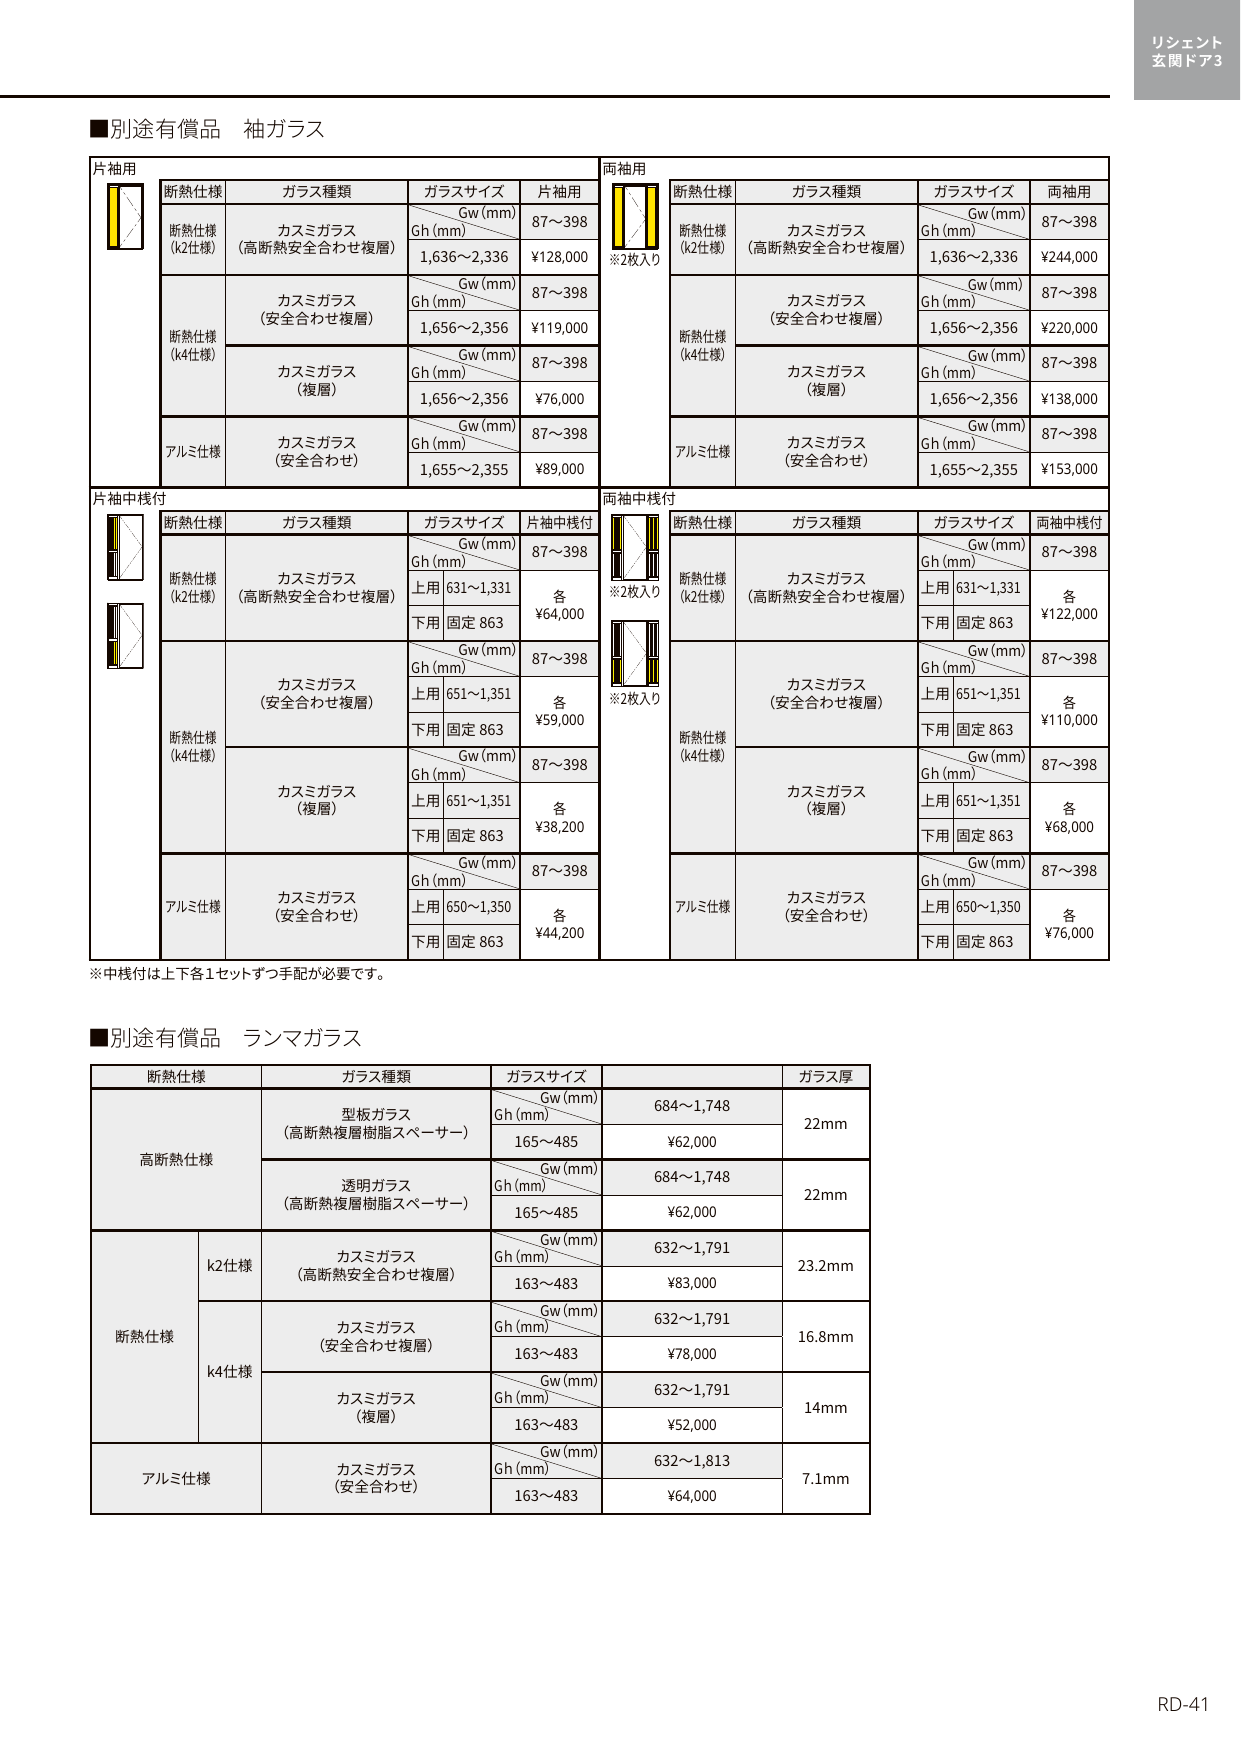 リシェント
玄関ドア3
■別途有償品　袖ガラス
片袖用
断熱仕様 ガラス種類 ガラスサイズ 片袖用
断熱仕様
（k2仕様）
カスミガラス
（高断熱安全合わせ複層）
Gw（mm）
Gh（mm）
87～398
1,636～2,336 ¥128,000
断熱仕様
（k4仕様）
カスミガラス
（安全合わせ複層）
Gw（mm）
Gh（mm）
87～398
1,656～2,356 ¥119,000
カスミガラス
（複層）
Gw（mm）
Gh（mm）
87～398
1,656～2,356 ¥76,000
アルミ仕様
カスミガラス
（安全合わせ）
Gw（mm）
Gh（mm）
87～398
1,655～2,355 ¥89,000
両袖用
※2枚入り
断熱仕様 ガラス種類 ガラスサイズ 両袖用
断熱仕様
（k2仕様）
カスミガラス
（高断熱安全合わせ複層）
Gw（mm）
Gh（mm）
87～398
1,636～2,336 ¥244,000
断熱仕様
（k4仕様）
カスミガラス
（安全合わせ複層）
Gw（mm）
Gh（mm）
87～398
1,656～2,356 ¥220,000
カスミガラス
（複層）
Gw（mm）
Gh（mm）
87～398
1,656～2,356 ¥138,000
アルミ仕様
カスミガラス
（安全合わせ）
Gw（mm）
Gh（mm）
87～398
1,655～2,355 ¥153,000
片袖中桟付
断熱仕様 ガラス種類 ガラスサイズ 片袖中桟付
断熱仕様
（k2仕様）
カスミガラス
（高断熱安全合わせ複層）
Gw（mm）
Gh（mm）
87～398
上用 631～1,331
下用 固定 863
各
¥64,000
断熱仕様
（k4仕様）
カスミガラス
（安全合わせ複層）
Gw（mm）
Gh（mm）
87～398
上用 651～1,351
下用 固定 863
各
¥59,000
カスミガラス
（複層）
Gw（mm）
Gh（mm）
87～398
上用 651～1,351
下用 固定 863
各
¥38,200
アルミ仕様
カスミガラス
（安全合わせ）
Gw（mm）
Gh（mm）
87～398
上用 650～1,350
下用 固定 863
各
¥44,200
両袖中桟付
※2枚入り
※2枚入り
断熱仕様 ガラス種類 ガラスサイズ 両袖中桟付
断熱仕様
（k2仕様）
カスミガラス
（高断熱安全合わせ複層）
Gw（mm）
Gh（mm）
87～398
上用 631～1,331
下用 固定 863
各
¥122,000
断熱仕様
（k4仕様）
カスミガラス
（安全合わせ複層）
Gw（mm）
Gh（mm）
87～398
上用 651～1,351
下用 固定 863
各
¥110,000
カスミガラス
（複層）
Gw（mm）
Gh（mm）
87～398
上用 651～1,351
下用 固定 863
各
¥68,000
アルミ仕様
カスミガラス
（安全合わせ）
Gw（mm）
Gh（mm）
87～398
上用 650～1,350
下用 固定 863
各
¥76,000
※中桟付は上下各1セットずつ手配が必要です。
■別途有償品　ランマガラス
断熱仕様 ガラス種類 ガラスサイズ ガラス厚
高断熱仕様
型板ガラス
（高断熱複層樹脂スペーサー）
Gw（mm）
Gh（mm）
684～1,748
165～485 ¥62,000
22mm
透明ガラス
（高断熱複層樹脂スペーサー）
Gw（mm）
Gh（mm）
684～1,748
165～485 ¥62,000
22mm
断熱仕様
k2仕様
カスミガラス
（高断熱安全合わせ複層）
Gw（mm）
Gh（mm）
632～1,791
163～483 ¥83,000
23.2mm
k4仕様
カスミガラス
（安全合わせ複層）
Gw（mm）
Gh（mm）
632～1,791
163～483 ¥78,000
16.8mm
カスミガラス
（複層）
Gw（mm）
Gh（mm）
632～1,791
163～483 ¥52,000
14mm
アルミ仕様
カスミガラス
（安全合わせ）
Gw（mm）
Gh（mm）
632～1,813
163～483 ¥64,000
7.1mm
RD-41